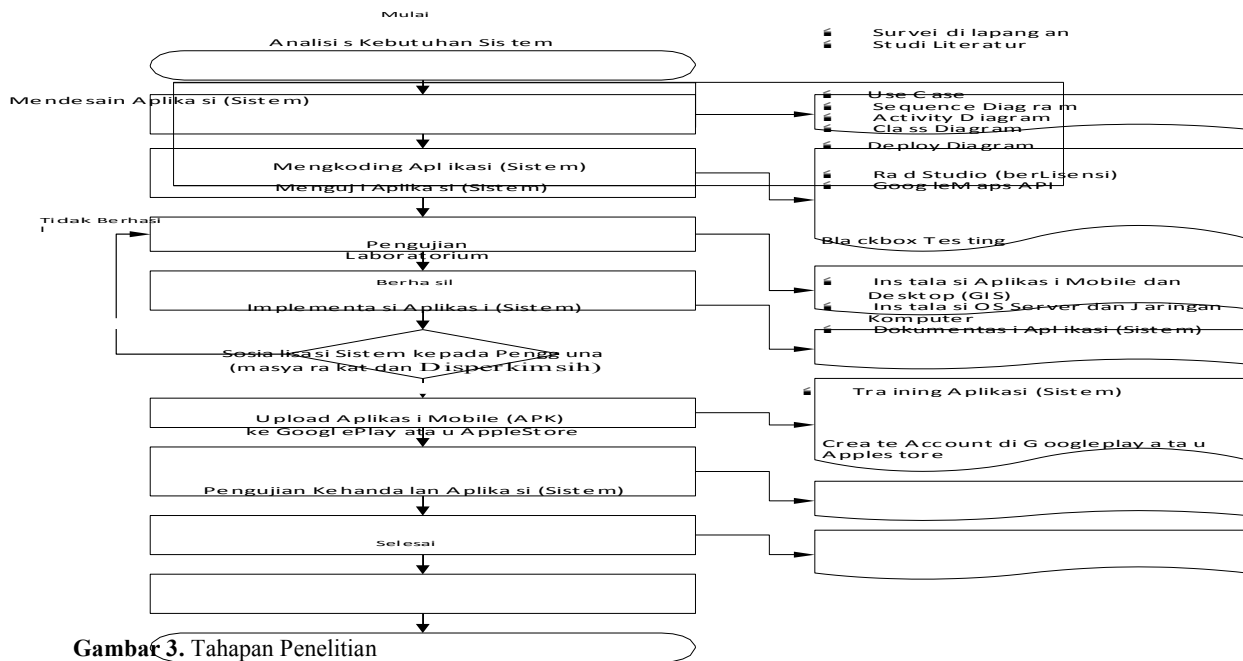 Mulai
Analisis Kebutuhan Sistem
Mendesain Aplikasi (Sistem)
Mengkoding Aplikasi (Sistem)
Menguji Aplikasi (Sistem)
Tidak Berhasi
l
Pengujian
Laboratorium
Berhasil
Implementasi Aplikasi (Sistem)
Sosialisasi Sistem kepada Pengguna
(masyarakat dan Disperkimsih)
Upload Aplikasi Mobile (APK)
ke GooglePlay atau AppleStore
Pengujian Kehandalan Aplikasi (Sistem)
Selesai
Survei di lapangan
Studi Literatur
Use Case
Sequence Diagram
Activity Diagram
Class Diagram
Deploy Diagram
Rad Studio (berLisensi)
GoogleMaps API
Blackbox Testing
Instalasi Aplikasi Mobile dan
Desktop (GIS)
Instalasi OS Server dan Jaringan
Komputer
Dokumentasi Aplikasi (Sistem)
Training Aplikasi (Sistem)
Create Account di Googleplay atau
Applestore
Gambar 3. Tahapan Penelitian